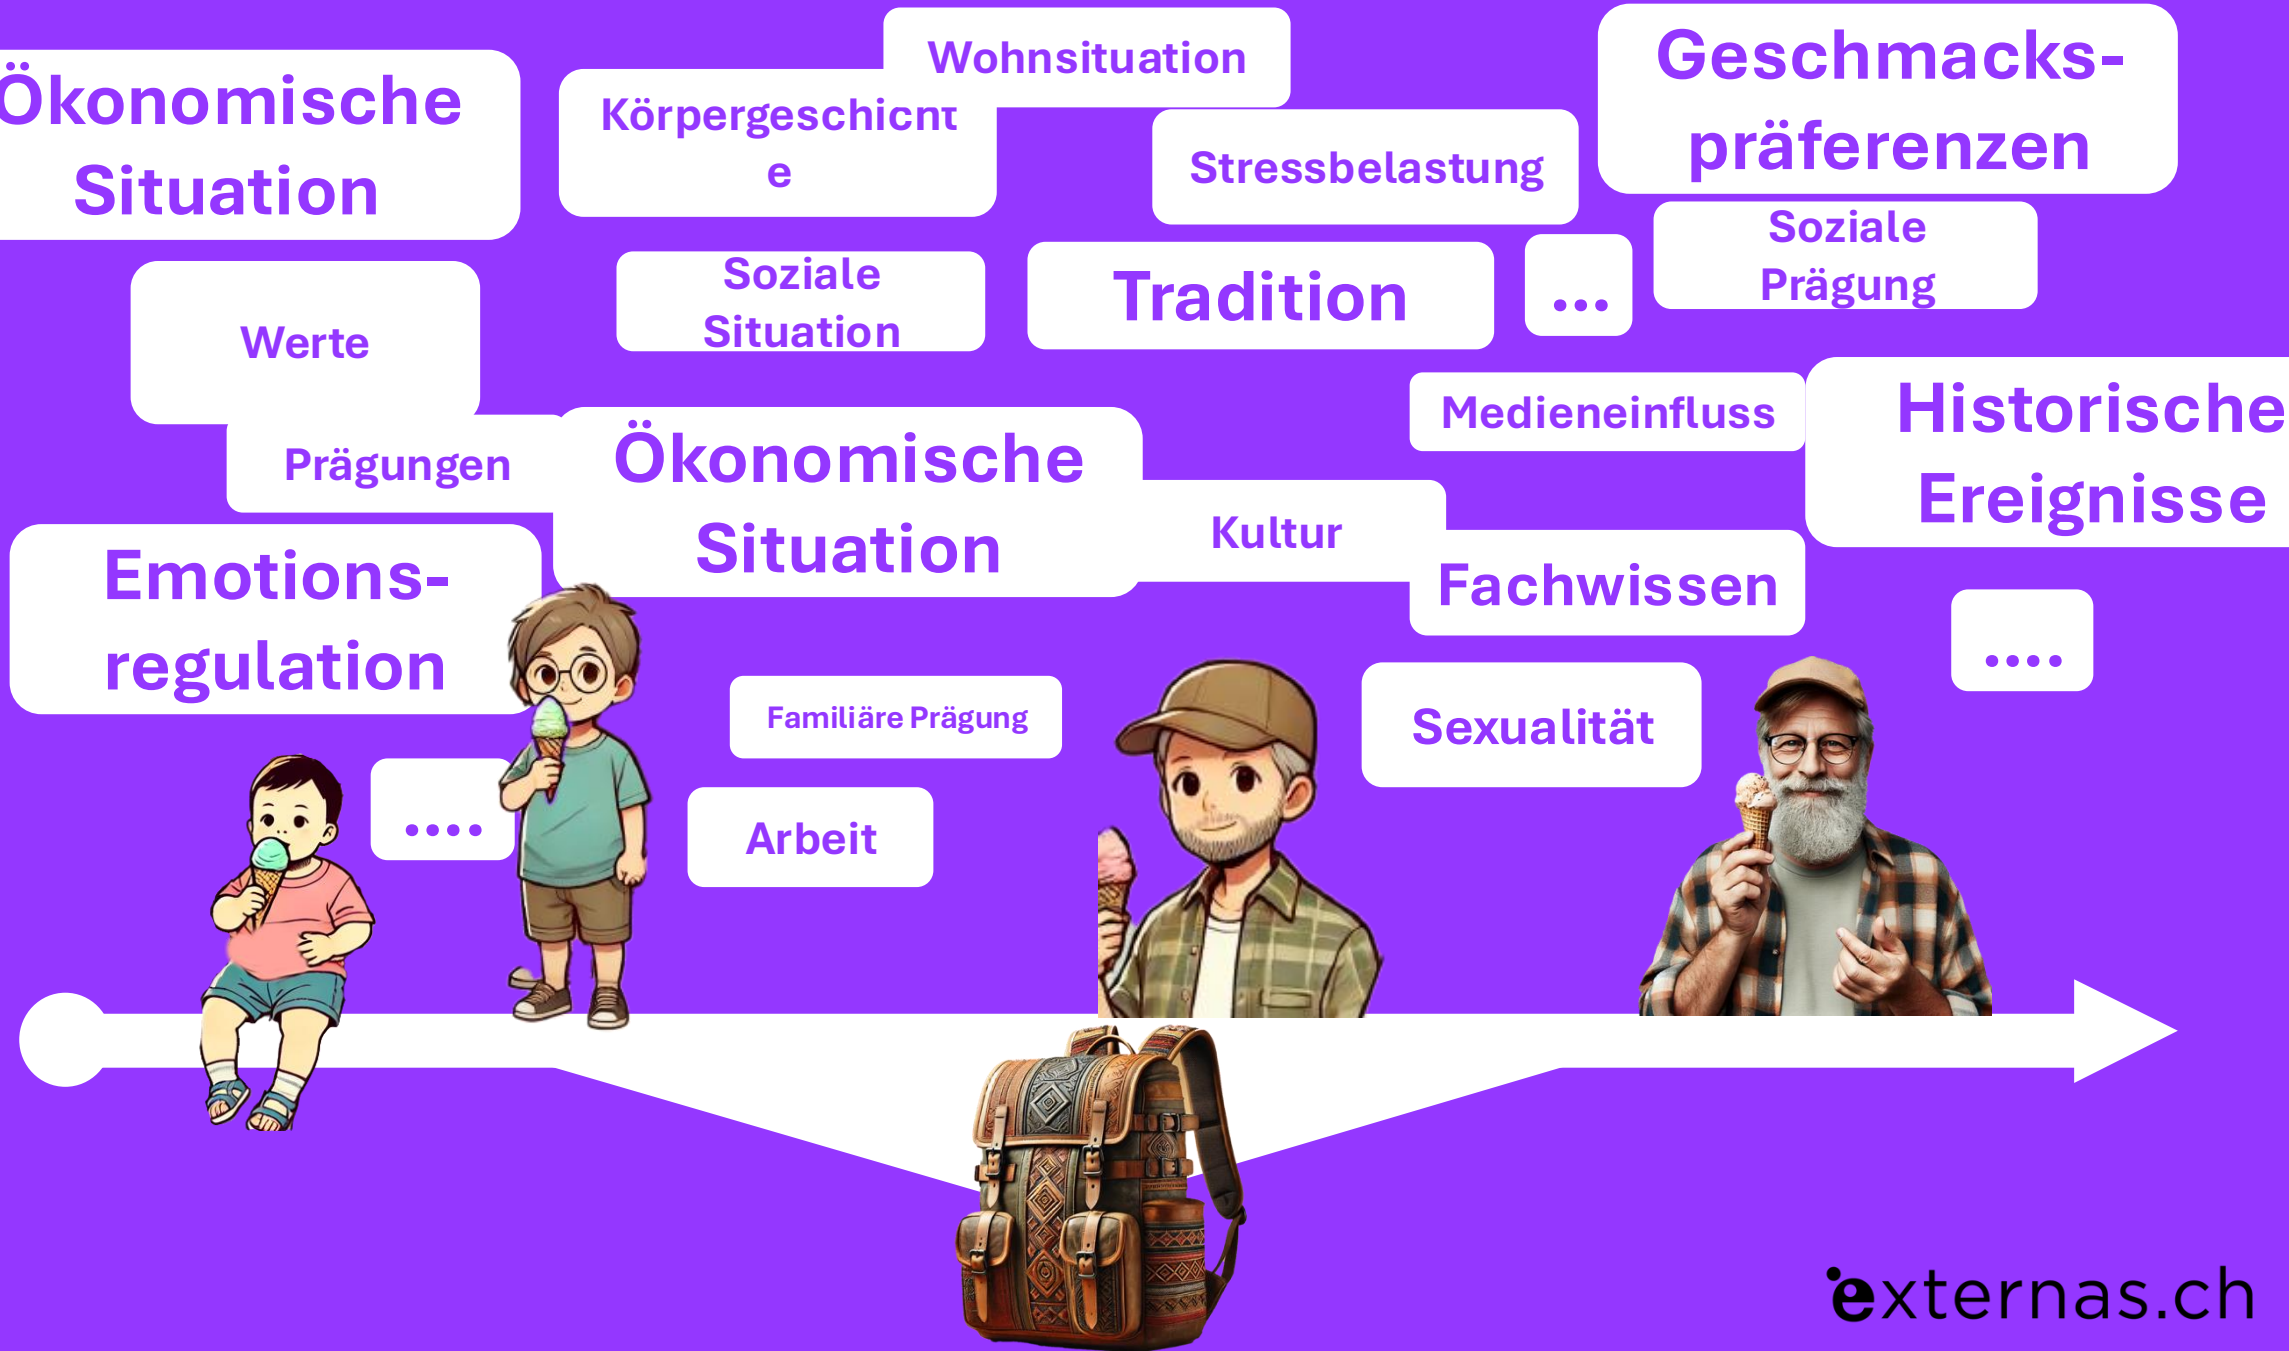 Wohnsituation
Geschmacks-
präferenzen
Ökonomische
Situation
Körpergeschicht
e
Stressbelastung
Soziale
Prägung
Soziale
Situation
Tradition
...
Werte
Medieneinfluss
Historische
Ereignisse
Prägungen
Ökonomische
Situation
Kultur
Fachwissen
Emotions-
regulation
....
Familiäre Prägung
Sexualität
....
Arbeit
externas.ch